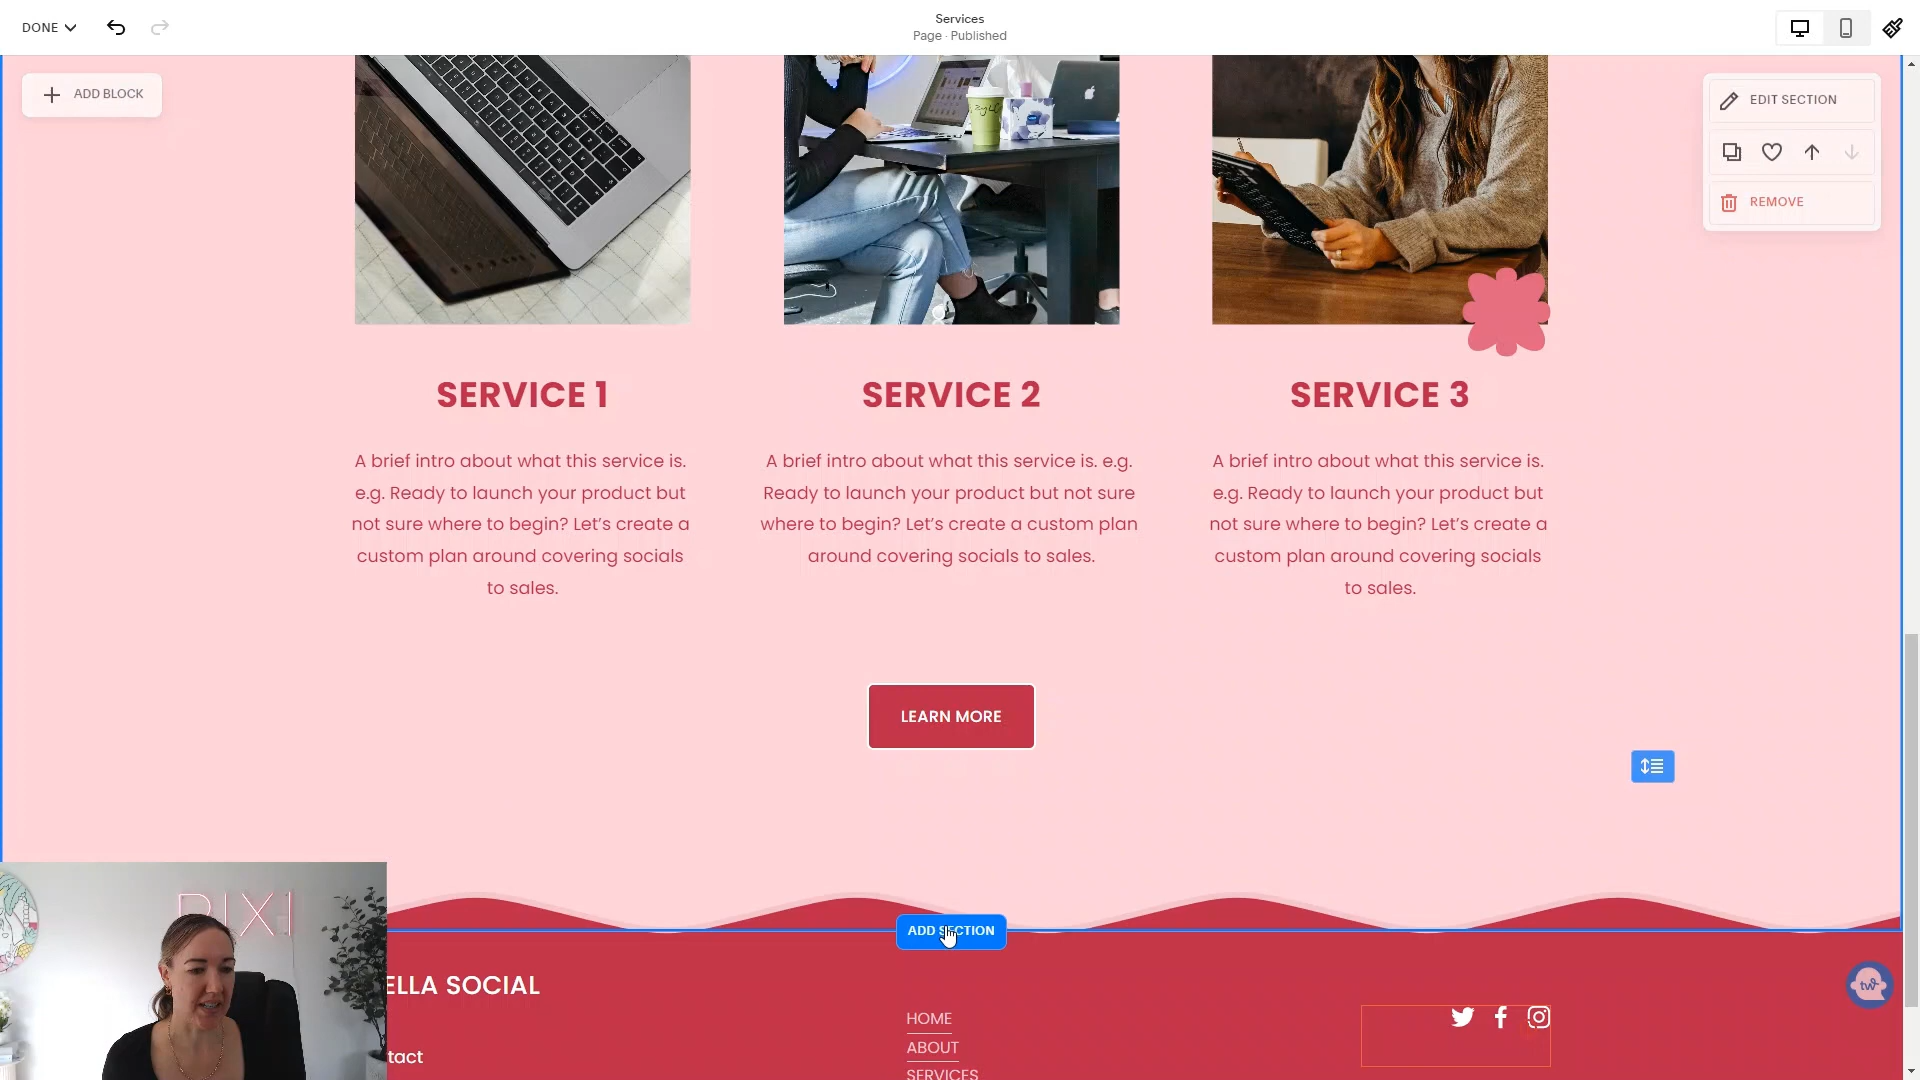 DONE
Services
Page · Published
ADD BLOCK
EDIT SECTION
REMOVE
SERVICE 1
A brief intro about what this service is.
e.g. Ready to launch your product but
not sure where to begin? Let’s create a
custom plan around covering socials
to sales.
SERVICE 2
A brief intro about what this service is. e.g.
Ready to launch your product but not sure
where to begin? Let’s create a custom plan
around covering socials to sales.
SERVICE 3
A brief intro about what this service is.
e.g. Ready to launch your product but
not sure where to begin? Let’s create a
custom plan around covering socials
to sales.
LEARN MORE
ADD SECTION
PIXI
ELLA SOCIAL
tact
HOME
ABOUT
SERVICES
tw